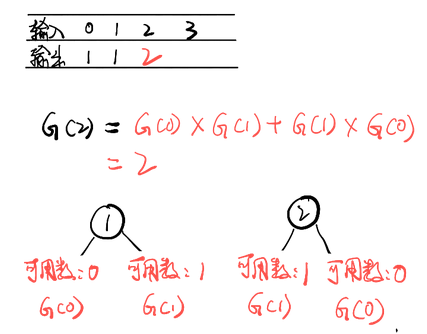 输入 0 1 2 3
输出 1 1 2
G(2) = G(0) × G(1) + G(1) × G(0)
= 2
1 2
可用数:0 可用数:1 可用数:1 可用数:0
G(0) G(1) G(1) G(0)